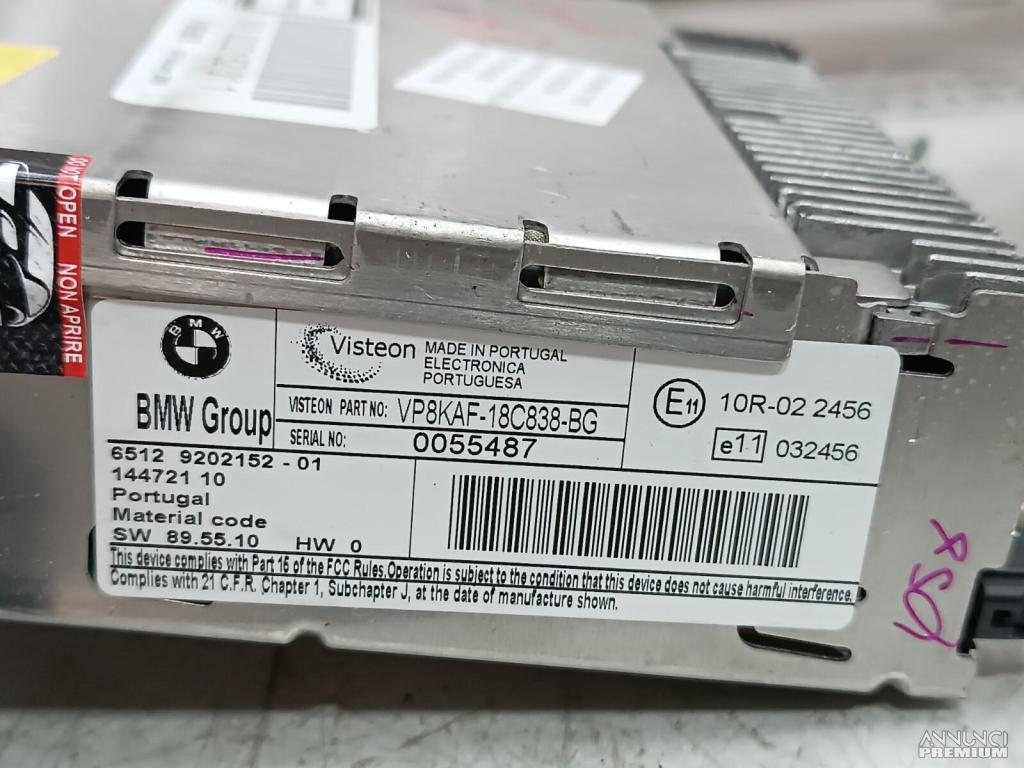 DO NOT OPEN NON APRIRE
BMW
BMW Group
Visteon
MADE IN PORTUGAL
ELECTRONICA
PORTUGUESA
VISTEON PART NO: VP8KAF-18C838-BG
SERIAL NO: 0055487
E11 10R-02 2456
e11 032456
6512 9202152 - 01
144721 10
Portugal
Material code
SW 89.55.10 HW 0
This device complies with Part 16 of the FCC Rules.Operation is subject to the condition that this device does not cause harmful interference.
Complies with 21 C.F.R. Chapter 1, Subchapter J, at the date of manufacture shown.
ANNUNCI
PREMIUM